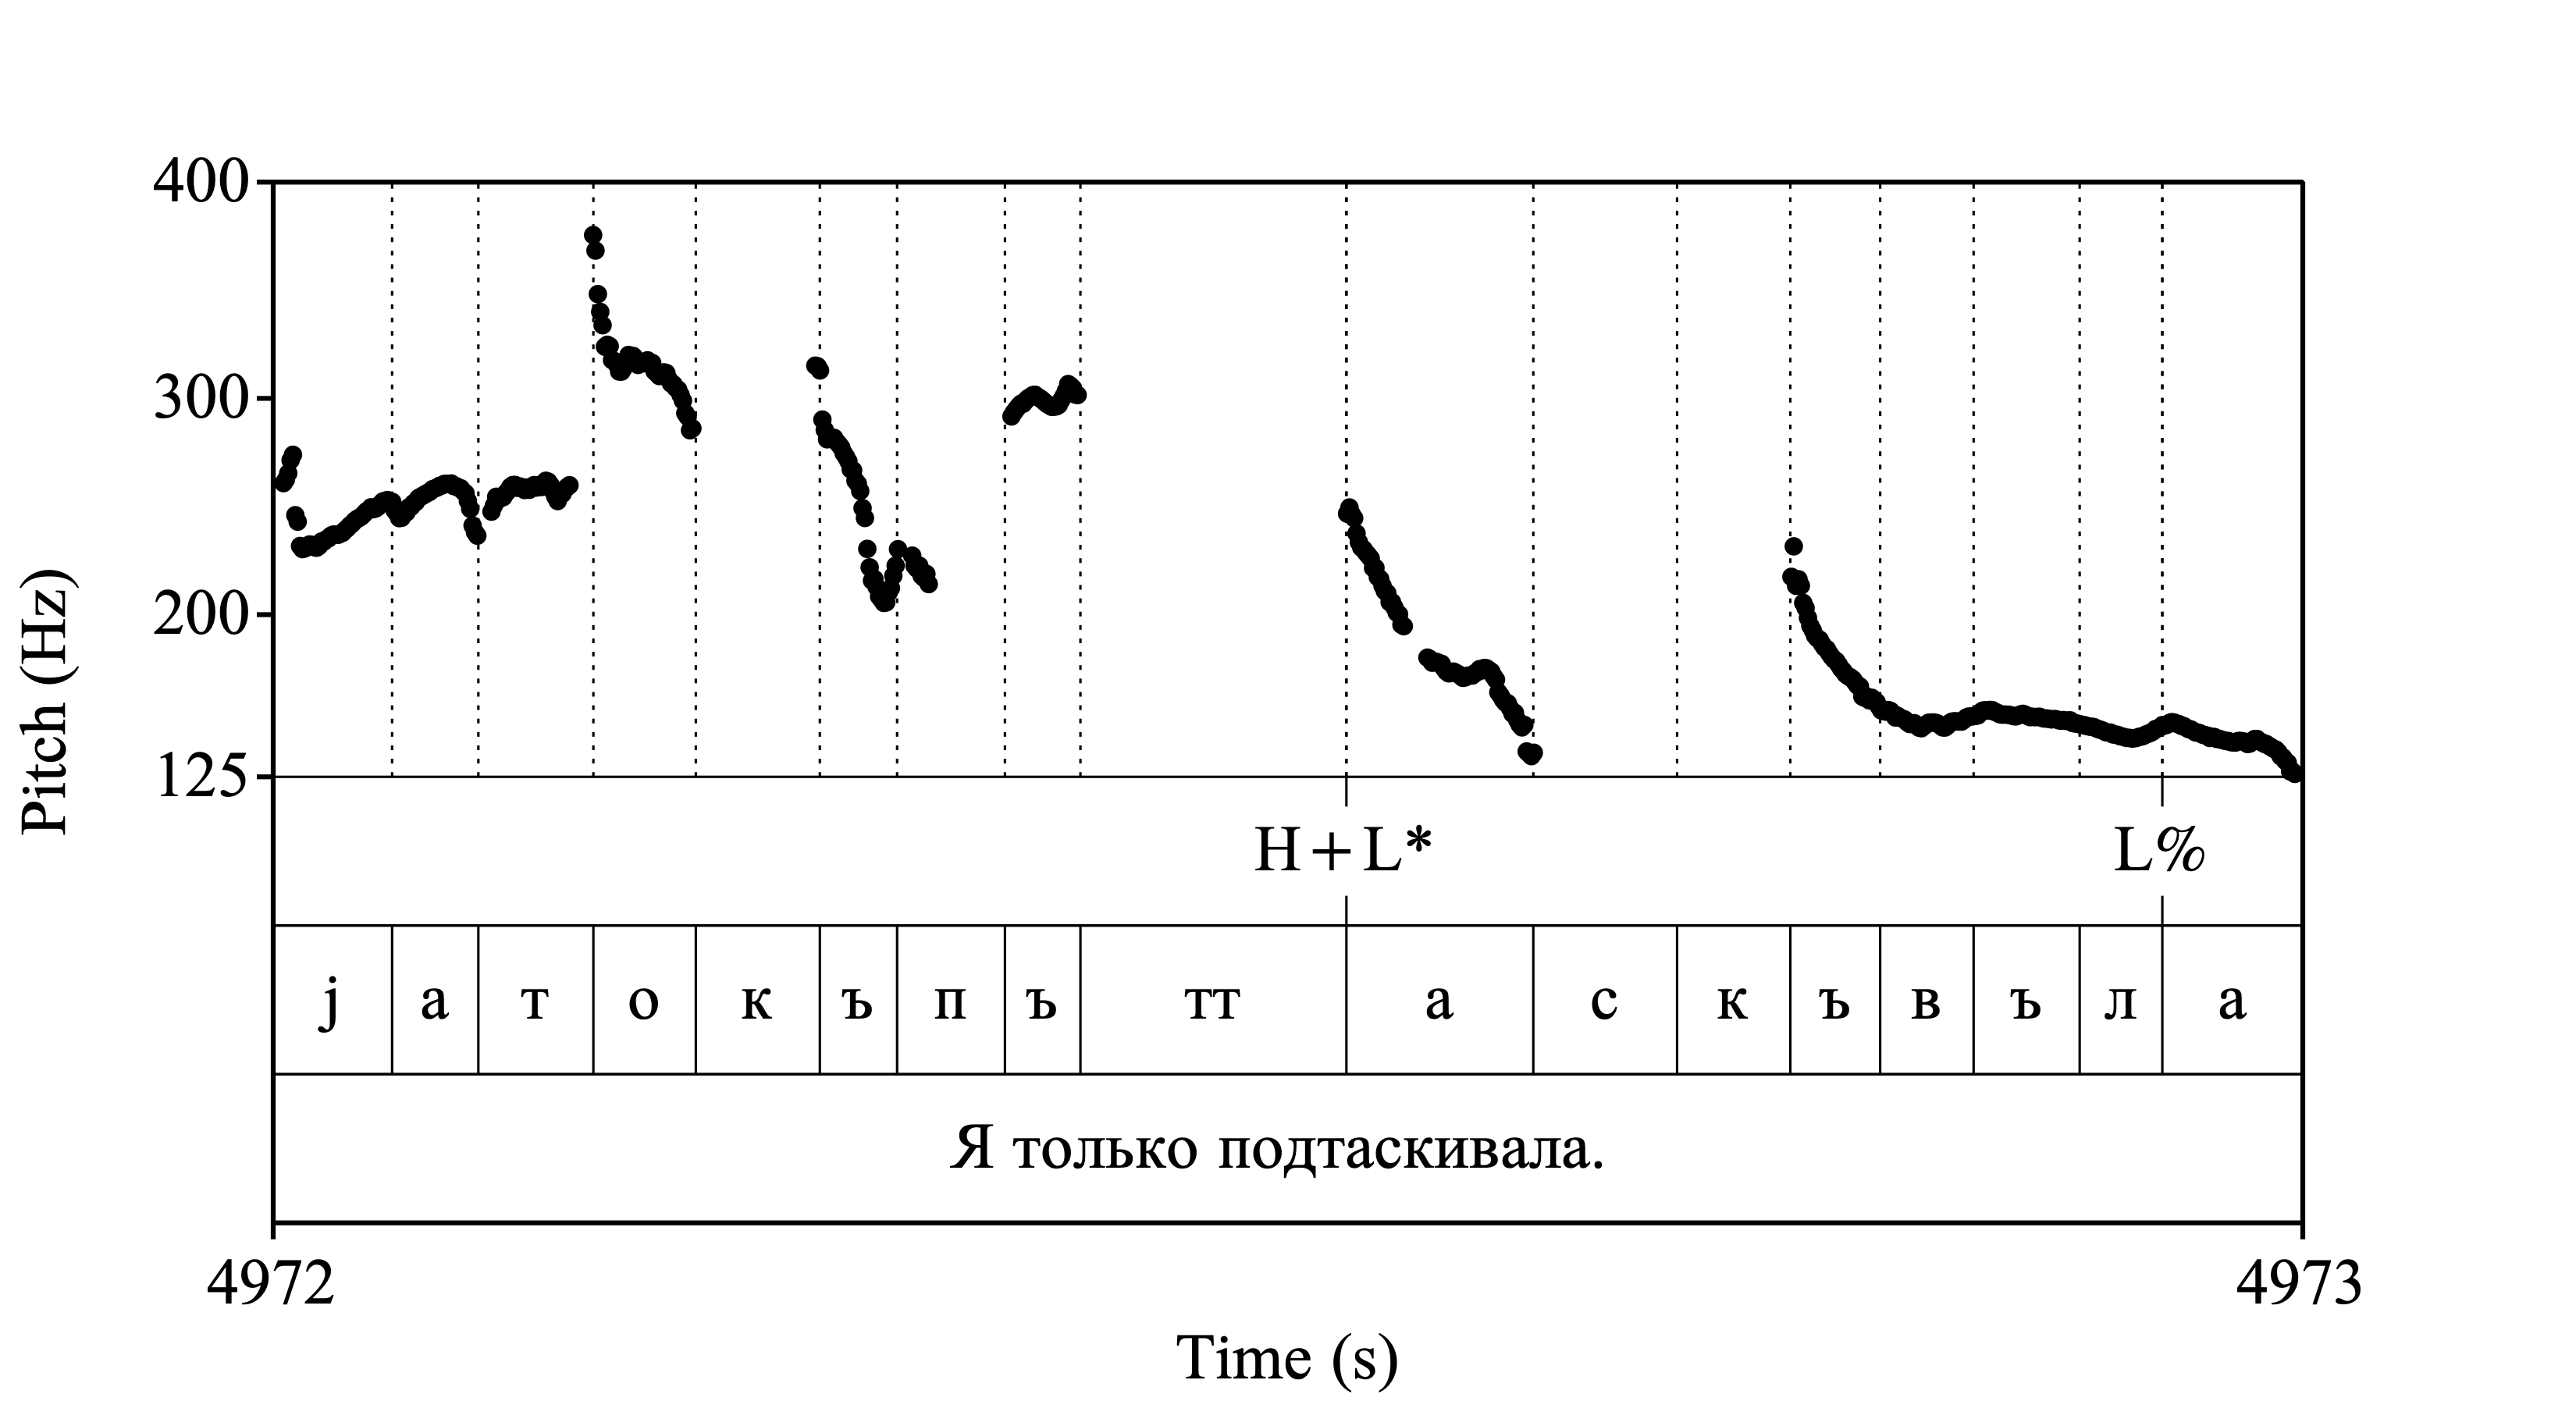 400
300
200
125
Pitch (Hz)
H+L* L%
j а т о к ъ п ъ тт а с к ъ в ъ л а
Я только подтаскивала.
4972 4973
Time (s)